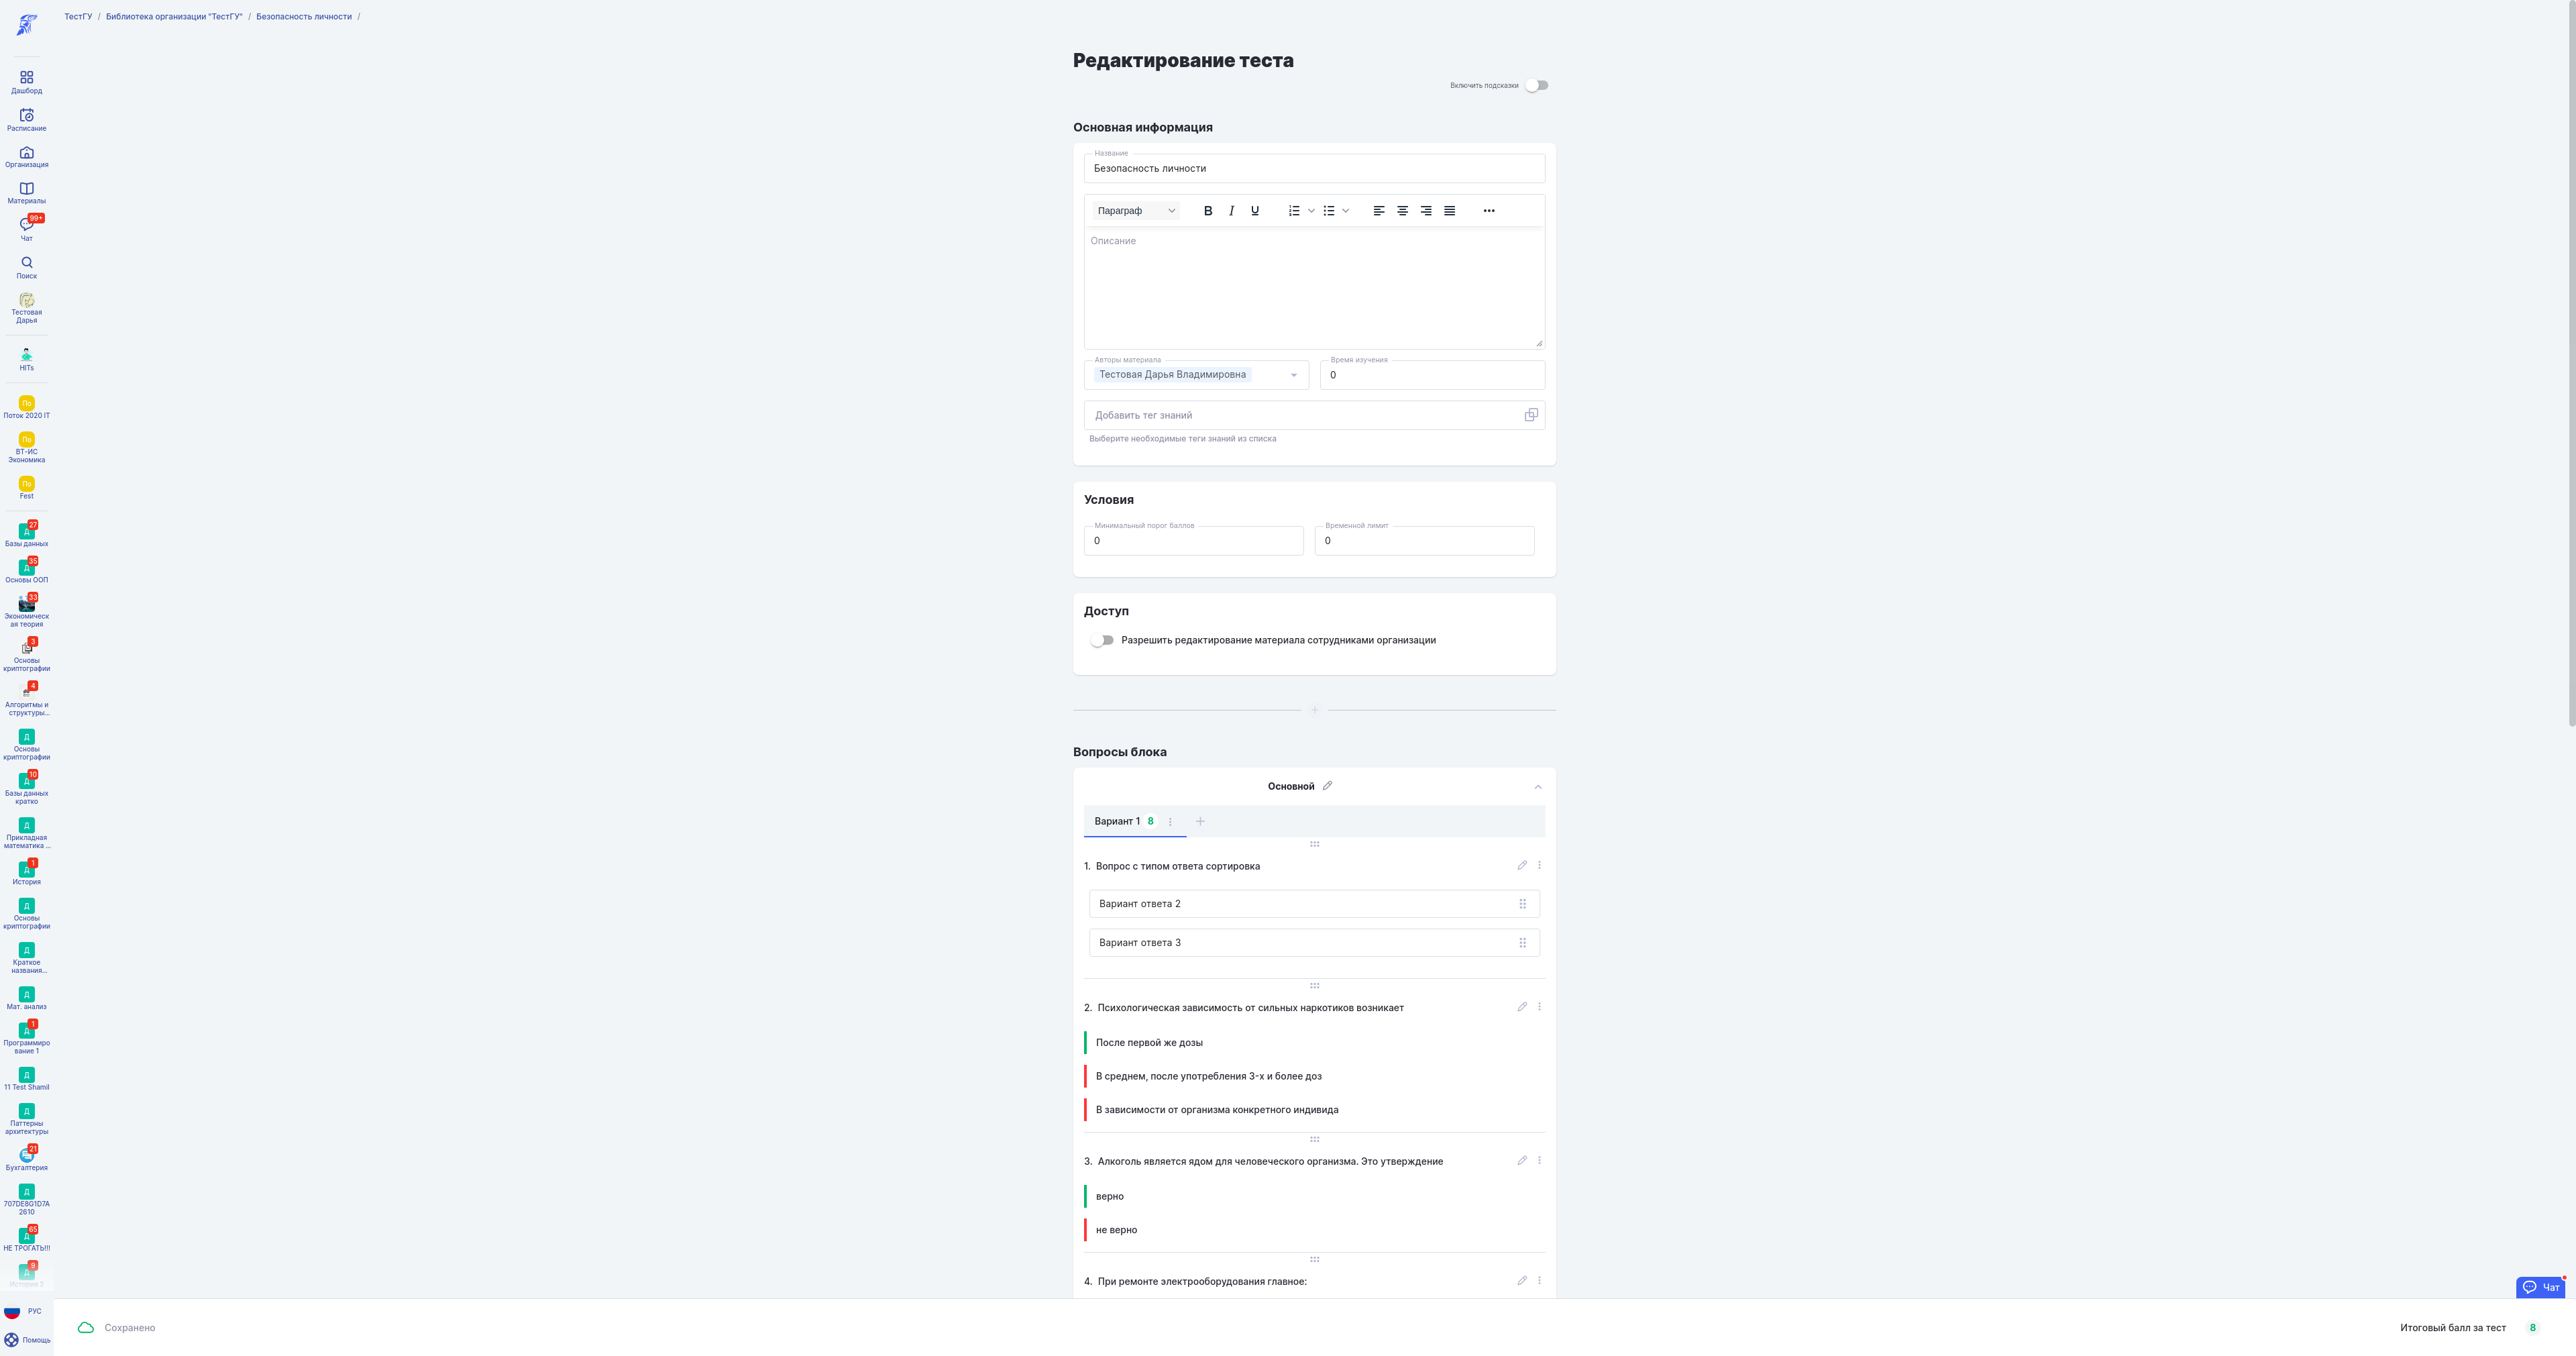 ТестГУ / Библиотека организации "ТестГУ" / Безопасность личности /
Дашборд
Расписание
Организация
Материалы
99+
Чат
Поиск
Тестовая
Дарья
HITs
По
Поток 2020 IT
По
ВТ-ИС
Экономика
По
Fest
27
Д
Базы данных
35
Д
Основы ООП
33
Экономическ
ая теория
3
Основы
криптографии
4
Алгоритмы и
структуры...
Д
Основы
криптографии
10
Д
Базы данных
кратко
Д
Прикладная
математика ...
1
Д
История
Д
Основы
криптографии
Д
Краткое
названия...
Д
Мат. анализ
1
Д
Программиро
вание 1
Д
11 Test Shamil
Д
Паттерны
архитектуры
21
Бухгалтерия
Д
707DE8G1D7A
2610
65
Д
НЕ ТРОГАТЬ!!!
9
Д
История 2
РУС
Помощь
Редактирование теста
Включить подсказки
Основная информация
Название
Безопасность личности
Параграф B I U
Описание
Авторы материала
Тестовая Дарья Владимировна
Время изучения
0
Добавить тег знаний
Выберите необходимые теги знаний из списка
Условия
Минимальный порог баллов
0
Временной лимит
0
Доступ
Разрешить редактирование материала сотрудниками организации
Вопросы блока
Основной
Вариант 1 8
1. Вопрос с типом ответа сортировка
Вариант ответа 2
Вариант ответа 3
2. Психологическая зависимость от сильных наркотиков возникает
После первой же дозы
В среднем, после употребления 3-х и более доз
В зависимости от организма конкретного индивида
3. Алкоголь является ядом для человеческого организма. Это утверждение
верно
не верно
4. При ремонте электрооборудования главное:
Чат
Сохранено
Итоговый балл за тест 8